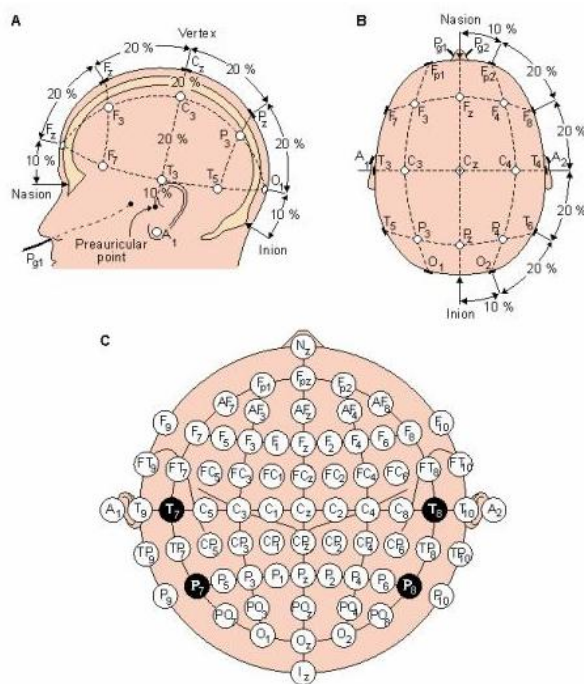 A
B
Vertex
Nasion
20 %
20 %
Cz
Pg1
Pg2
10 %
Fz
20 %
Fp1
Fp2
20 %
20 %
20 %
F3
C3
F7
F3
Fz
F4
F8
20 %
Fz
20 %
P3
Pz
20 %
10 %
F7
T3
T5
20 %
A1
T3
C3
Cz
C4
T4
A2
Nasion
10 %
O1
20 %
10 %
T5
P3
Pz
P4
T6
Preauricular
point
A1
Inion
O1
O2
20 %
Pg1
10 %
Inion
C
Nz
Fp1
Fpz
Fp2
AF7
AF3
AFz
AF4
AF8
F9
F7
F5
F3
F1
Fz
F2
F4
F6
F8
F10
FT9
FT7
FC5
FC3
FC1
FCz
FC2
FC4
FC6
FT8
FT10
A1
T9
T7
C5
C3
C1
Cz
C2
C4
C8
T8
T10
A2
TP9
TP7
CP5
CP3
CP1
CPz
CP2
CP4
CP6
TP8
TP10
P9
P7
P5
P3
P1
Pz
P2
P4
P6
P8
P10
PO7
PO3
POz
PO4
PO8
O1
Oz
O2
Iz